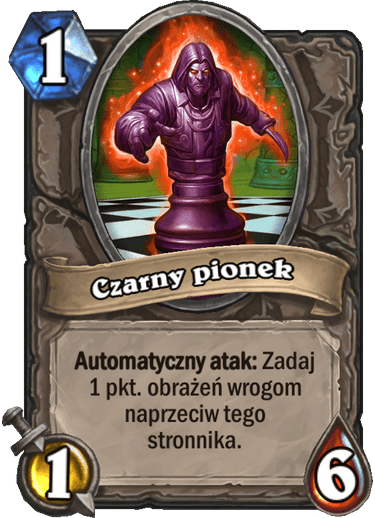 1
Czarny pionek
Automatyczny atak: Zadaj
1 pkt. obrażeń wrogom
naprzeciw tego
stronnika.
1
6